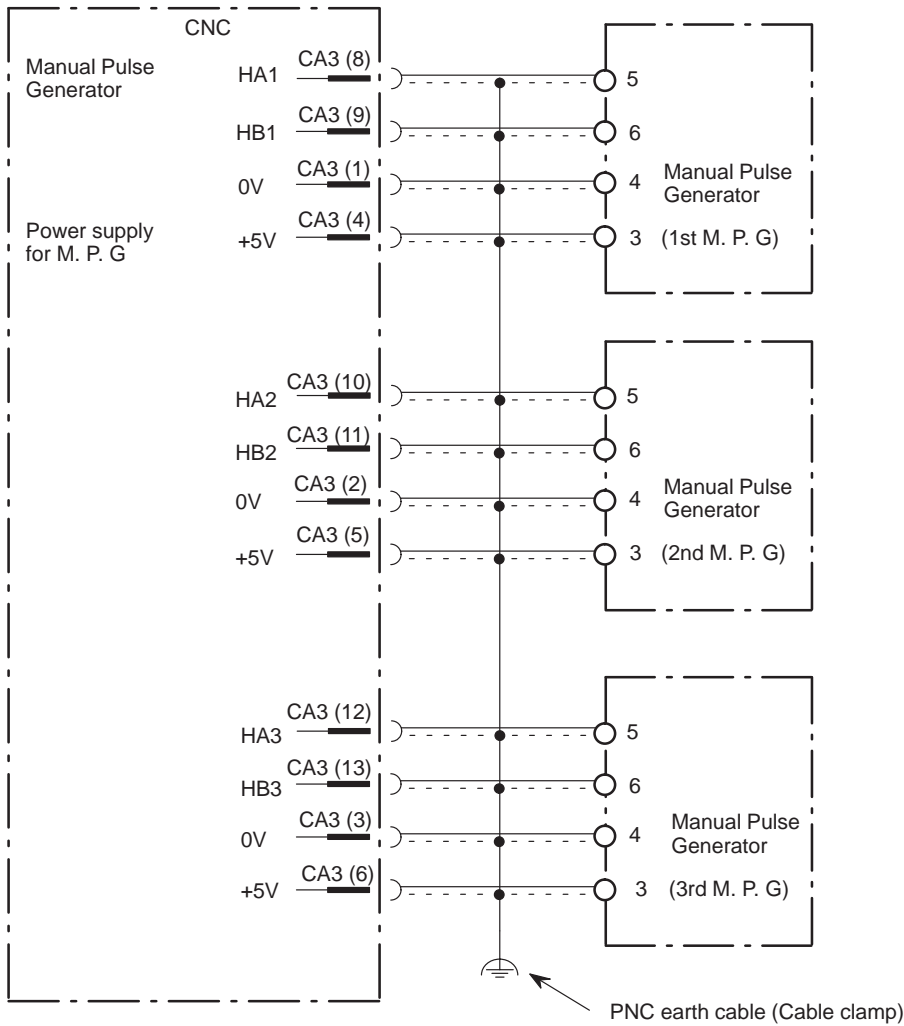 CNC
Manual Pulse
Generator
HA1 CA3 (8) 5
HB1 CA3 (9) 6
0V CA3 (1) 4
Manual Pulse
Generator
Power supply
for M. P. G
+5V CA3 (4) 3 (1st M. P. G)
HA2 CA3 (10) 5
HB2 CA3 (11) 6
0V CA3 (2) 4
Manual Pulse
Generator
+5V CA3 (5) 3 (2nd M. P. G)
HA3 CA3 (12) 5
HB3 CA3 (13) 6
0V CA3 (3) 4
Manual Pulse
Generator
+5V CA3 (6) 3 (3rd M. P. G)
PNC earth cable (Cable clamp)